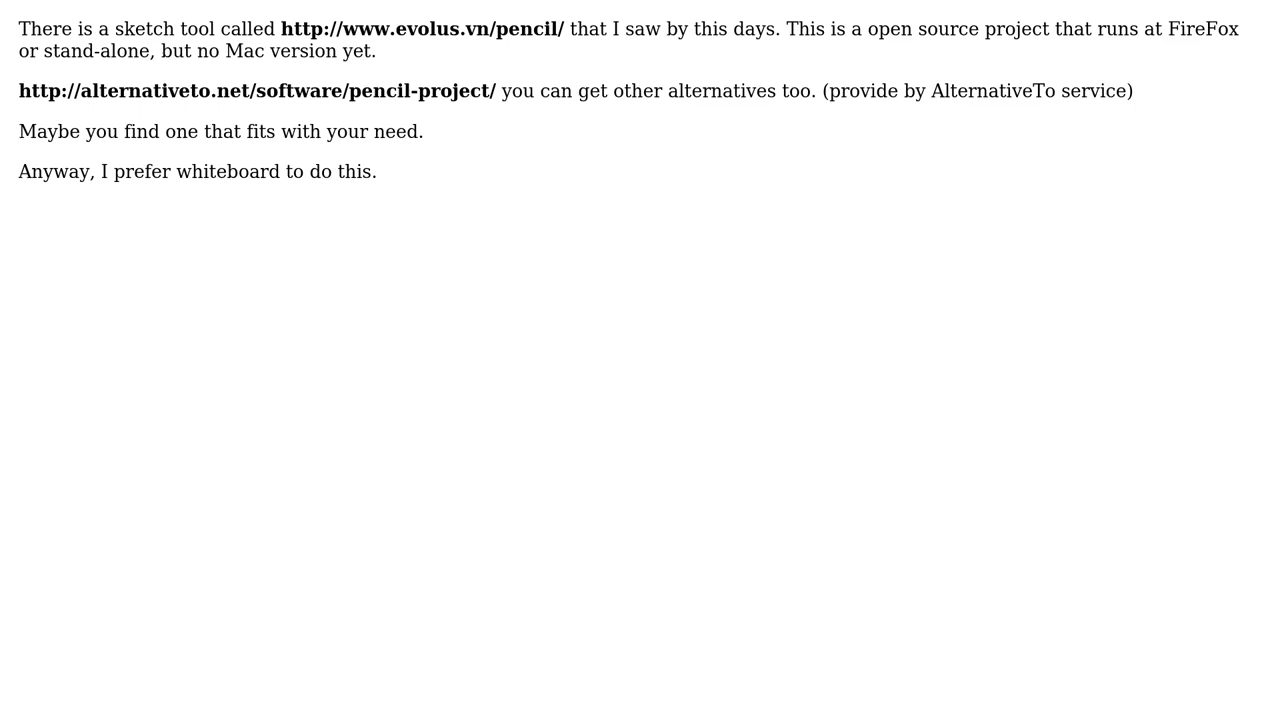 There is a sketch tool called http://www.evolus.vn/pencil/ that I saw by this days. This is a open source project that runs at FireFox
or stand-alone, but no Mac version yet.
http://alternativeto.net/software/pencil-project/ you can get other alternatives too. (provide by AlternativeTo service)
Maybe you find one that fits with your need.
Anyway, I prefer whiteboard to do this.